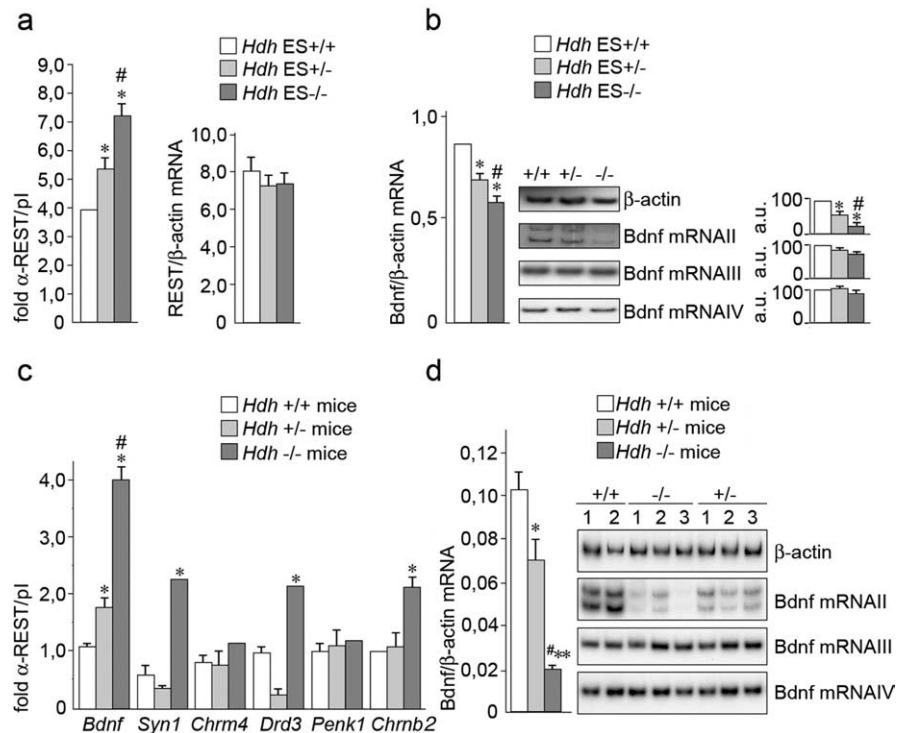 a
Hdh ES+/+
Hdh ES+/-
Hdh ES-/-
9,0
8,0
7,0
6,0
5,0
4,0
3,0
2,0
1,0
0
fold α-REST/pI
*
#
*
10,0
8,0
6,0
4,0
2,0
0
REST/β-actin mRNA
b
Hdh ES+/+
Hdh ES+/-
Hdh ES-/-
1,0
0,5
0
Bdnf/β-actin mRNA
*
#
*
+/+ +/- -/-
β-actin
Bdnf mRNAII
Bdnf mRNAIII
Bdnf mRNAIV
100
0
a.u.
*
#
*
100
0
a.u.
100
0
a.u.
c
Hdh +/+ mice
Hdh +/- mice
Hdh -/- mice
4,0
3,0
2,0
1,0
0
fold α-REST/pI
*
#
*
*
*
*
Bdnf Syn1 Chrm4 Drd3 Penk1 Chrnb2
d
Hdh +/+ mice
Hdh +/- mice
Hdh -/- mice
0,12
0,10
0,08
0,06
0,04
0,02
0
Bdnf/β-actin mRNA
*
#**
+/+ -/- +/-
1 2 1 2 3 1 2 3
β-actin
Bdnf mRNAII
Bdnf mRNAIII
Bdnf mRNAIV